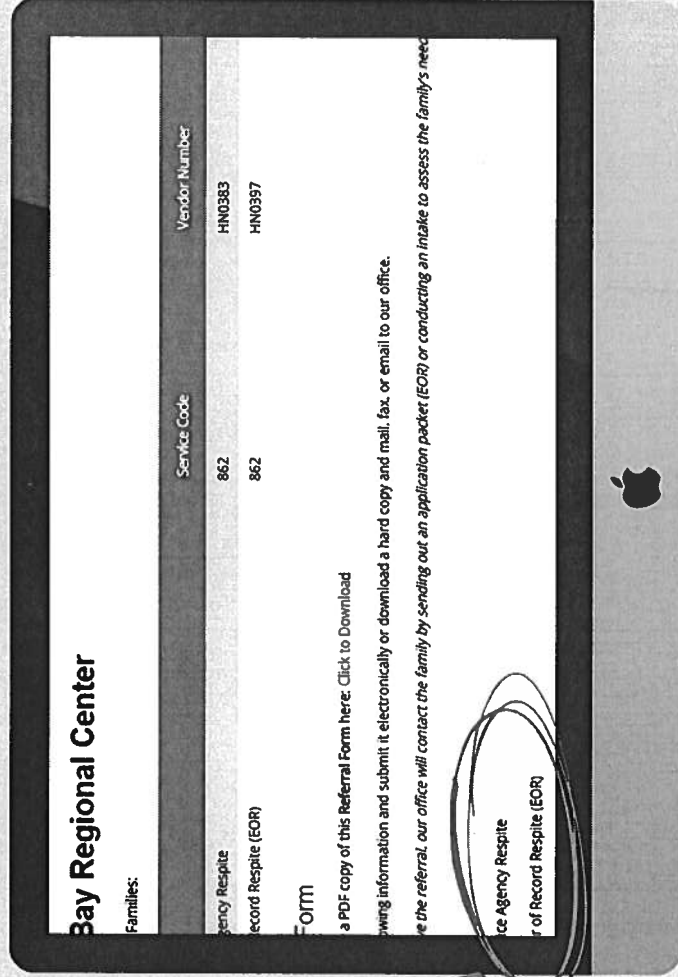 Bay Regional Center
Families:
Service Code Vendor Number
gency Respite 862 HN0383
ecord Respite (EOR) 862 HN0397
Form
a PDF copy of this Referral Form here: Click to Download
owing information and submit it electronically or download a hard copy and mail, fax, or email to our office.
ve the referral, our office will contact the family by sending out an application packet (EOR) or conducting an intake to assess the family's need
ce Agency Respite
r of Record Respite (EOR)